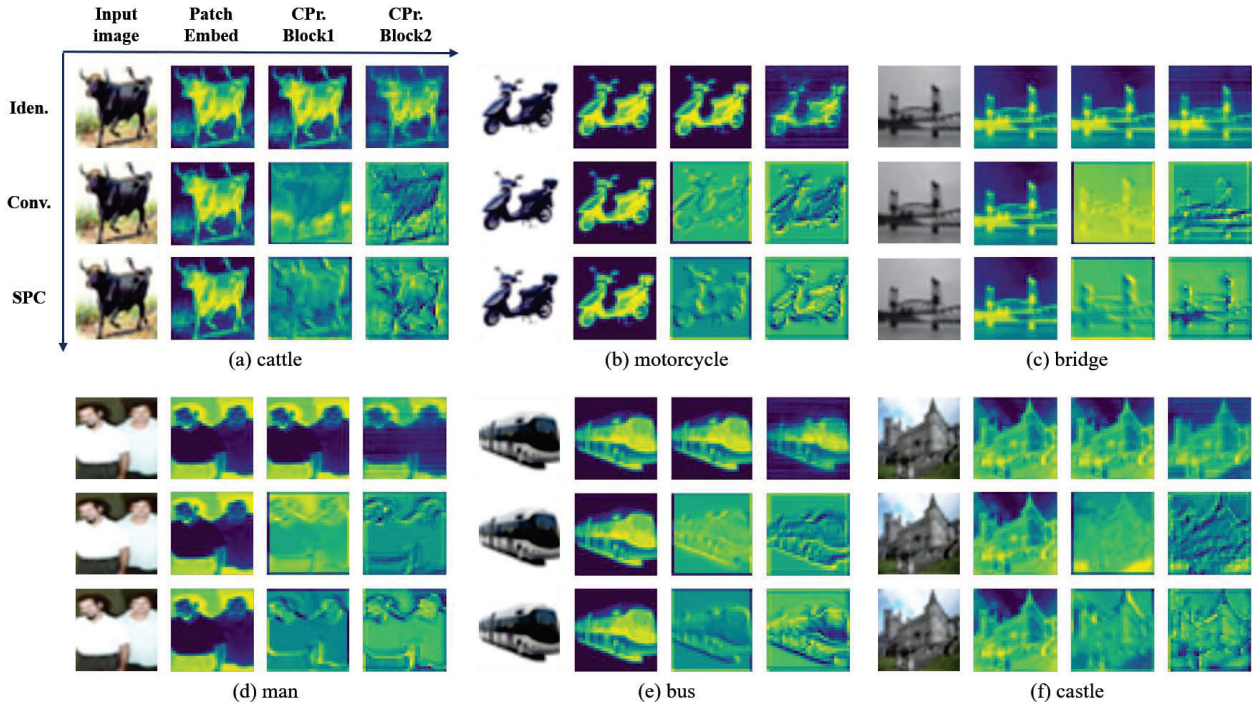 Input image
Patch Embed
CPr. Block1
CPr. Block2
Iden.
Conv.
SPC
(a) cattle
(b) motorcycle
(c) bridge
(d) man
(e) bus
(f) castle